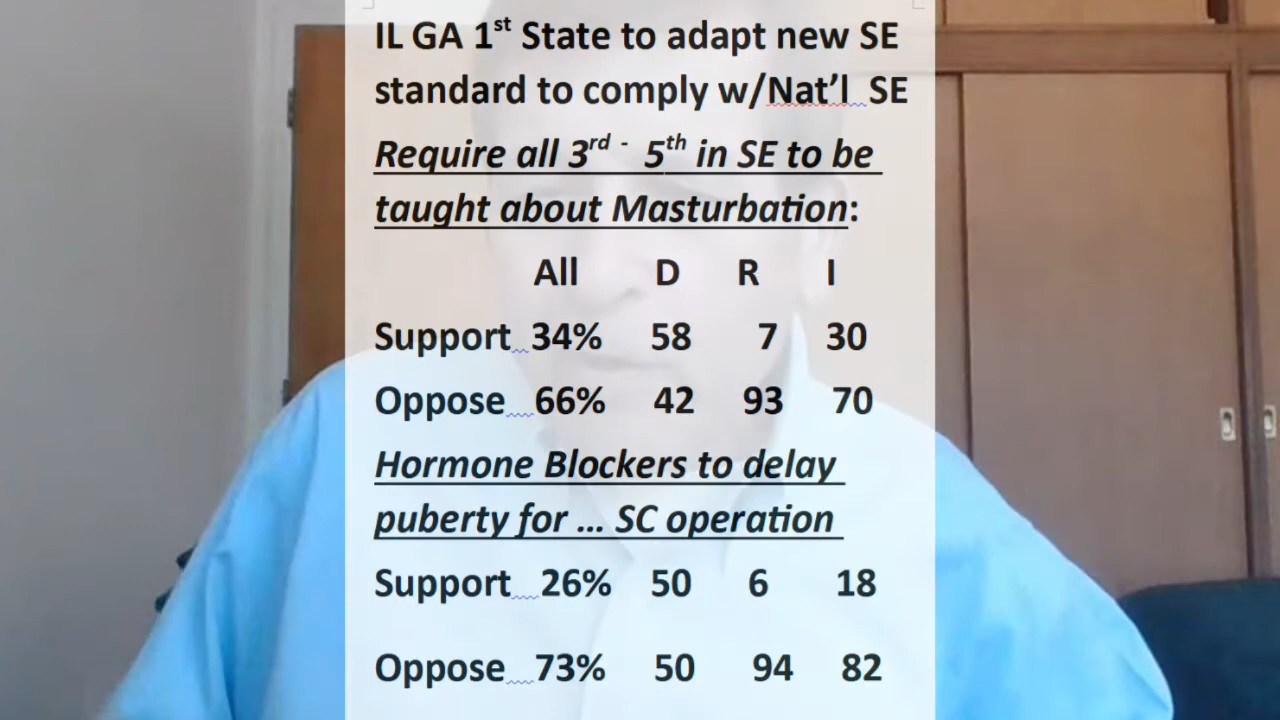 IL GA 1st State to adapt new SE
standard to comply w/Nat'l SE
Require all 3rd - 5th in SE to be
taught about Masturbation:
All D R I
Support 34% 58 7 30
Oppose 66% 42 93 70
Hormone Blockers to delay
puberty for ... SC operation
Support 26% 50 6 18
Oppose 73% 50 94 82